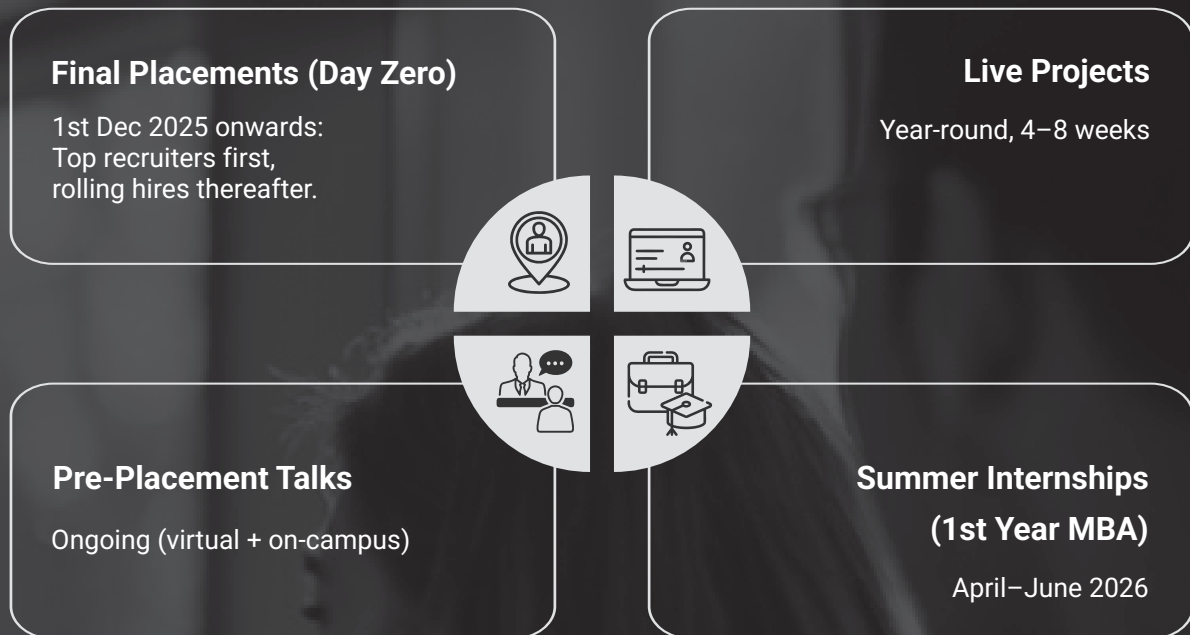 Final Placements (Day Zero)
1st Dec 2025 onwards:
Top recruiters first,
rolling hires thereafter.
Live Projects
Year-round, 4–8 weeks
Pre-Placement Talks
Ongoing (virtual + on-campus)
Summer Internships
(1st Year MBA)
April–June 2026